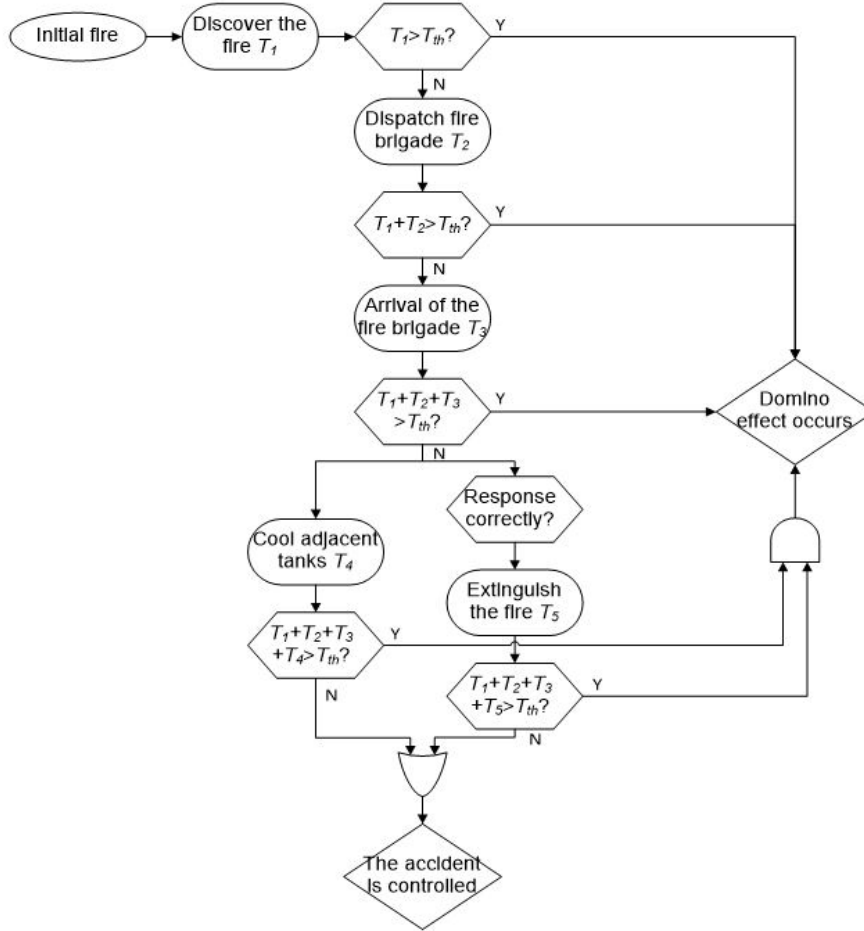 Initial fire
Discover the
fire T₁
T₁>Tₜₕ?
Y
N
Dispatch fire
brigade T₂
T₁+T₂>Tₜₕ?
Y
N
Arrival of the
fire brigade T₃
T₁+T₂+T₃
>Tₜₕ?
Y
N
Domino
effect occurs
Response
correctly?
Cool adjacent
tanks T₄
Extinguish
the fire T₅
T₁+T₂+T₃
+T₄>Tₜₕ?
Y
N
T₁+T₂+T₃
+T₅>Tₜₕ?
Y
N
The accident
is controlled